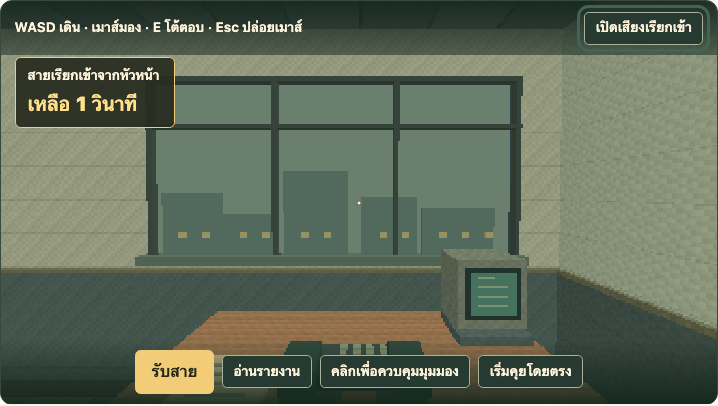 WASD เดิน · เมาส์มอง · E โต้ตอบ · Esc ปล่อยเมาส์
เปิดเสียงเรียกเข้า
สายเรียกเข้าจากหัวหน้า
เหลือ 1 วินาที
รับสาย
อ่านรายงาน
คลิกเพื่อควบคุมมุมมอง
เริ่มคุยโดยตรง